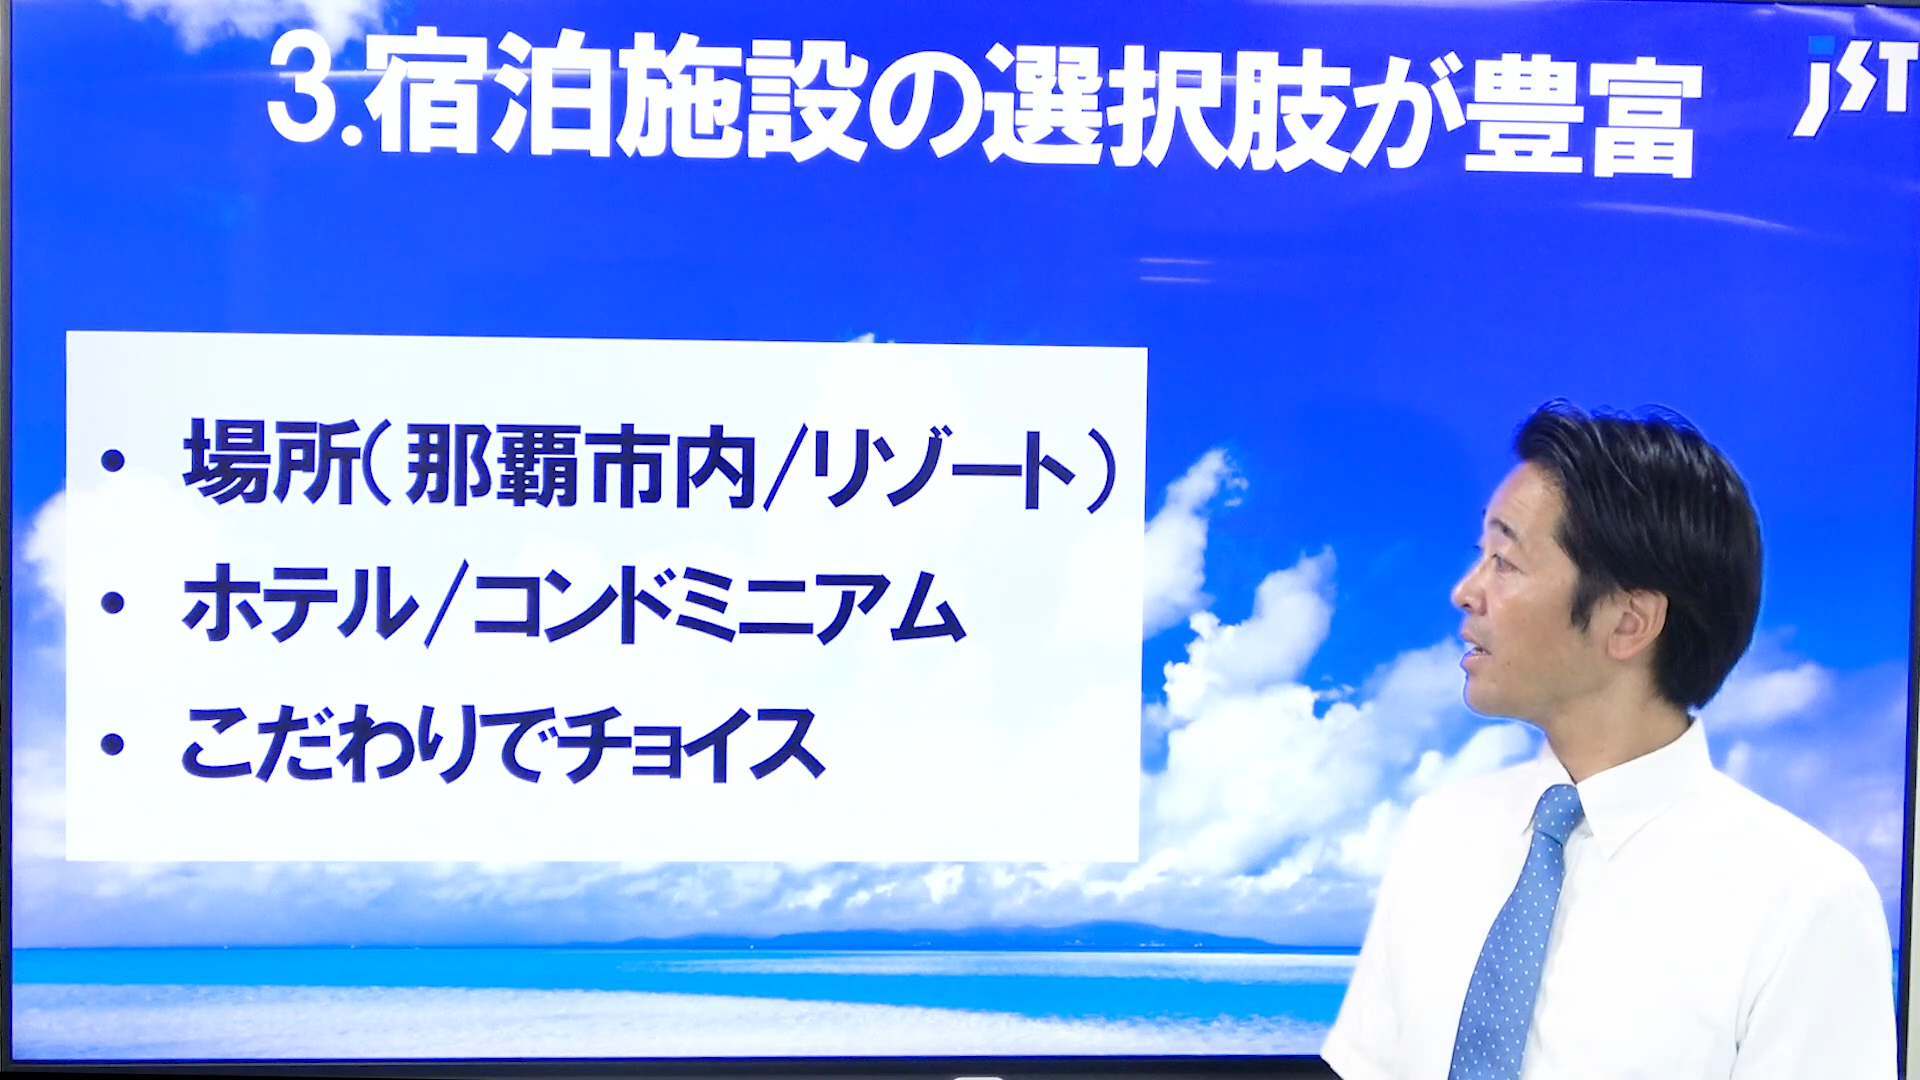 3.宿泊施設の選択肢が豊富
jST
• 場所(那覇市内/リゾート)
• ホテル/コンドミニアム
• こだわりでチョイス